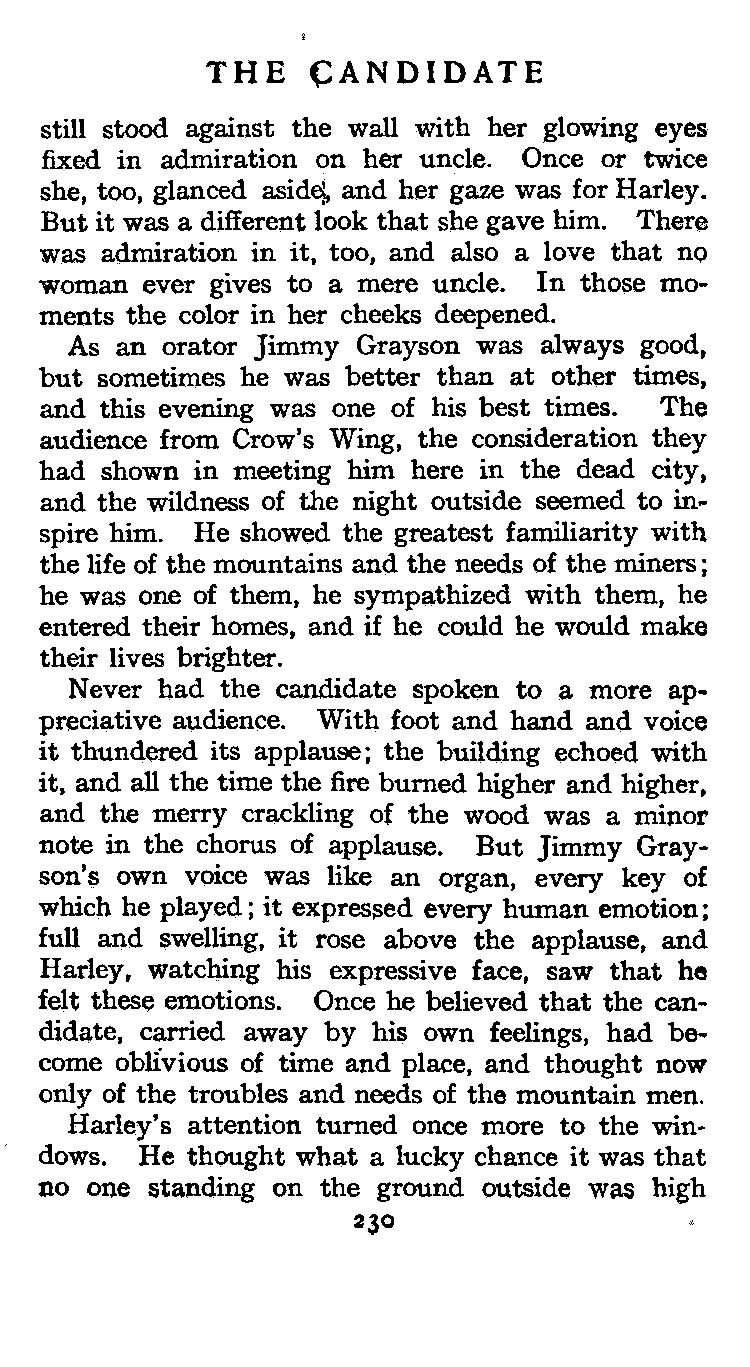 THE CANDIDATE
still stood against the wall with her glowing eyes
fixed in admiration on her uncle. Once or twice
she, too, glanced aside, and her gaze was for Harley.
But it was a different look that she gave him. There
was admiration in it, too, and also a love that no
woman ever gives to a mere uncle. In those mo-
ments the color in her cheeks deepened.
As an orator Jimmy Grayson was always good,
but sometimes he was better than at other times,
and this evening was one of his best times. The
audience from Crow's Wing, the consideration they
had shown in meeting him here in the dead city,
and the wildness of the night outside seemed to in-
spire him. He showed the greatest familiarity with
the life of the mountains and the needs of the miners;
he was one of them, he sympathized with them, he
entered their homes, and if he could he would make
their lives brighter.
Never had the candidate spoken to a more ap-
preciative audience. With foot and hand and voice
it thundered its applause; the building echoed with
it, and all the time the fire burned higher and higher,
and the merry crackling of the wood was a minor
note in the chorus of applause. But Jimmy Gray-
son's own voice was like an organ, every key of
which he played; it expressed every human emotion;
full and swelling, it rose above the applause, and
Harley, watching his expressive face, saw that he
felt these emotions. Once he believed that the can-
didate, carried away by his own feelings, had be-
come oblivious of time and place, and thought now
only of the troubles and needs of the mountain men.
Harley's attention turned once more to the win-
dows. He thought what a lucky chance it was that
no one standing on the ground outside was high
230